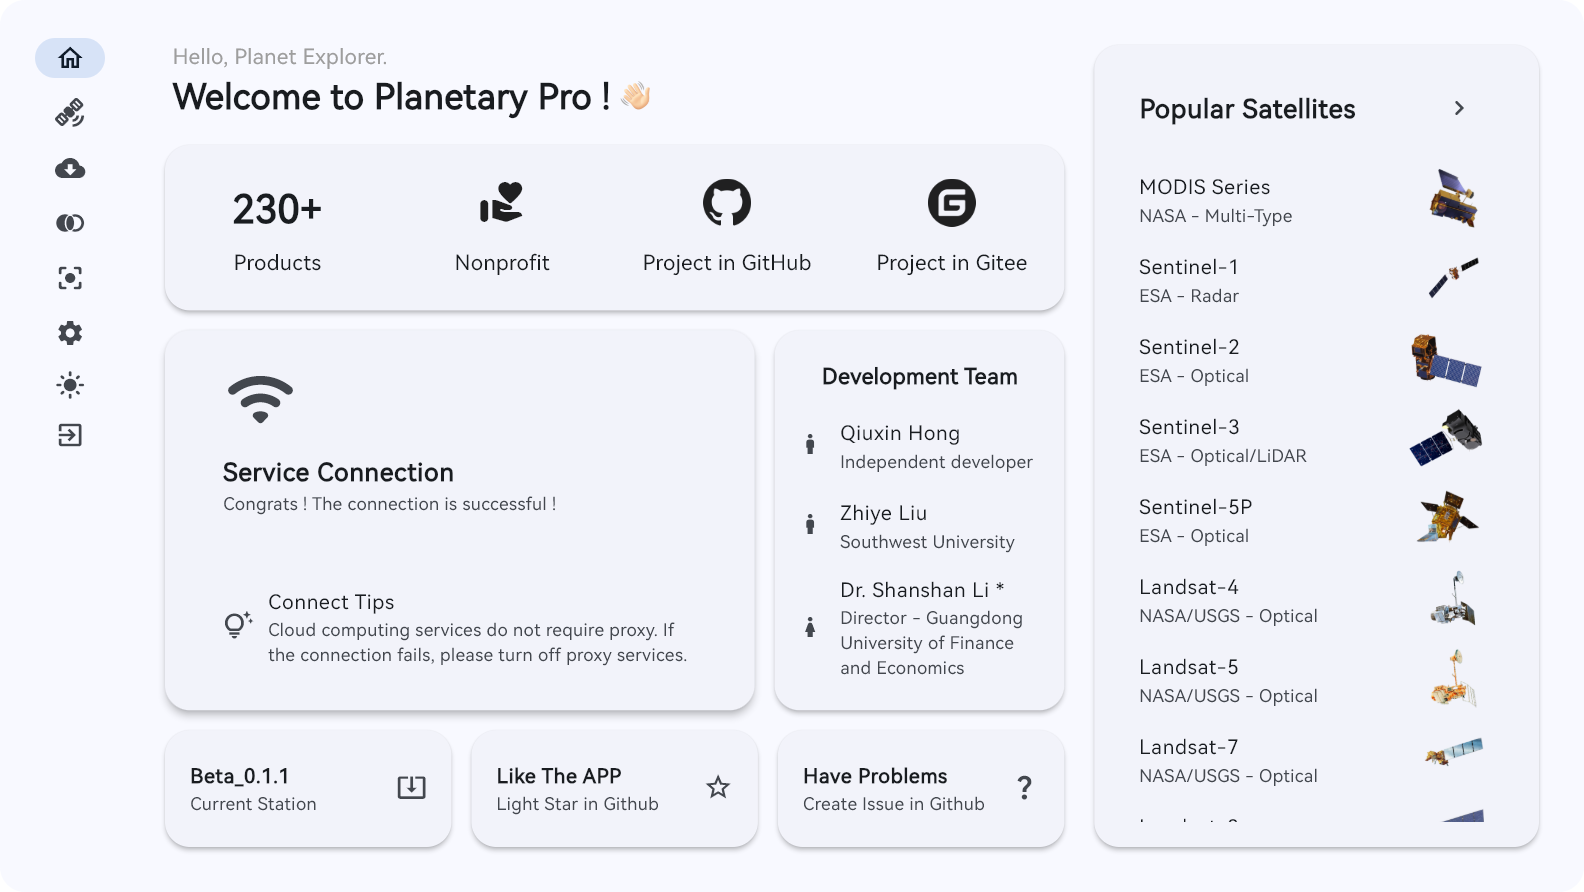 Hello, Planet Explorer.
Welcome to Planetary Pro ! 👋🏻
230+
Products
Nonprofit
Project in GitHub
Project in Gitee
Service Connection
Congrats ! The connection is successful !
Connect Tips
Cloud computing services do not require proxy. If
the connection fails, please turn off proxy services.
Development Team
Qiuxin Hong
Independent developer
Zhiye Liu
Southwest University
Dr. Shanshan Li *
Director - Guangdong
University of Finance
and Economics
Beta_0.1.1
Current Station
Like The APP
Light Star in Github
Have Problems
Create Issue in Github
?
Popular Satellites
MODIS Series
NASA - Multi-Type
Sentinel-1
ESA - Radar
Sentinel-2
ESA - Optical
Sentinel-3
ESA - Optical/LiDAR
Sentinel-5P
ESA - Optical
Landsat-4
NASA/USGS - Optical
Landsat-5
NASA/USGS - Optical
Landsat-7
NASA/USGS - Optical